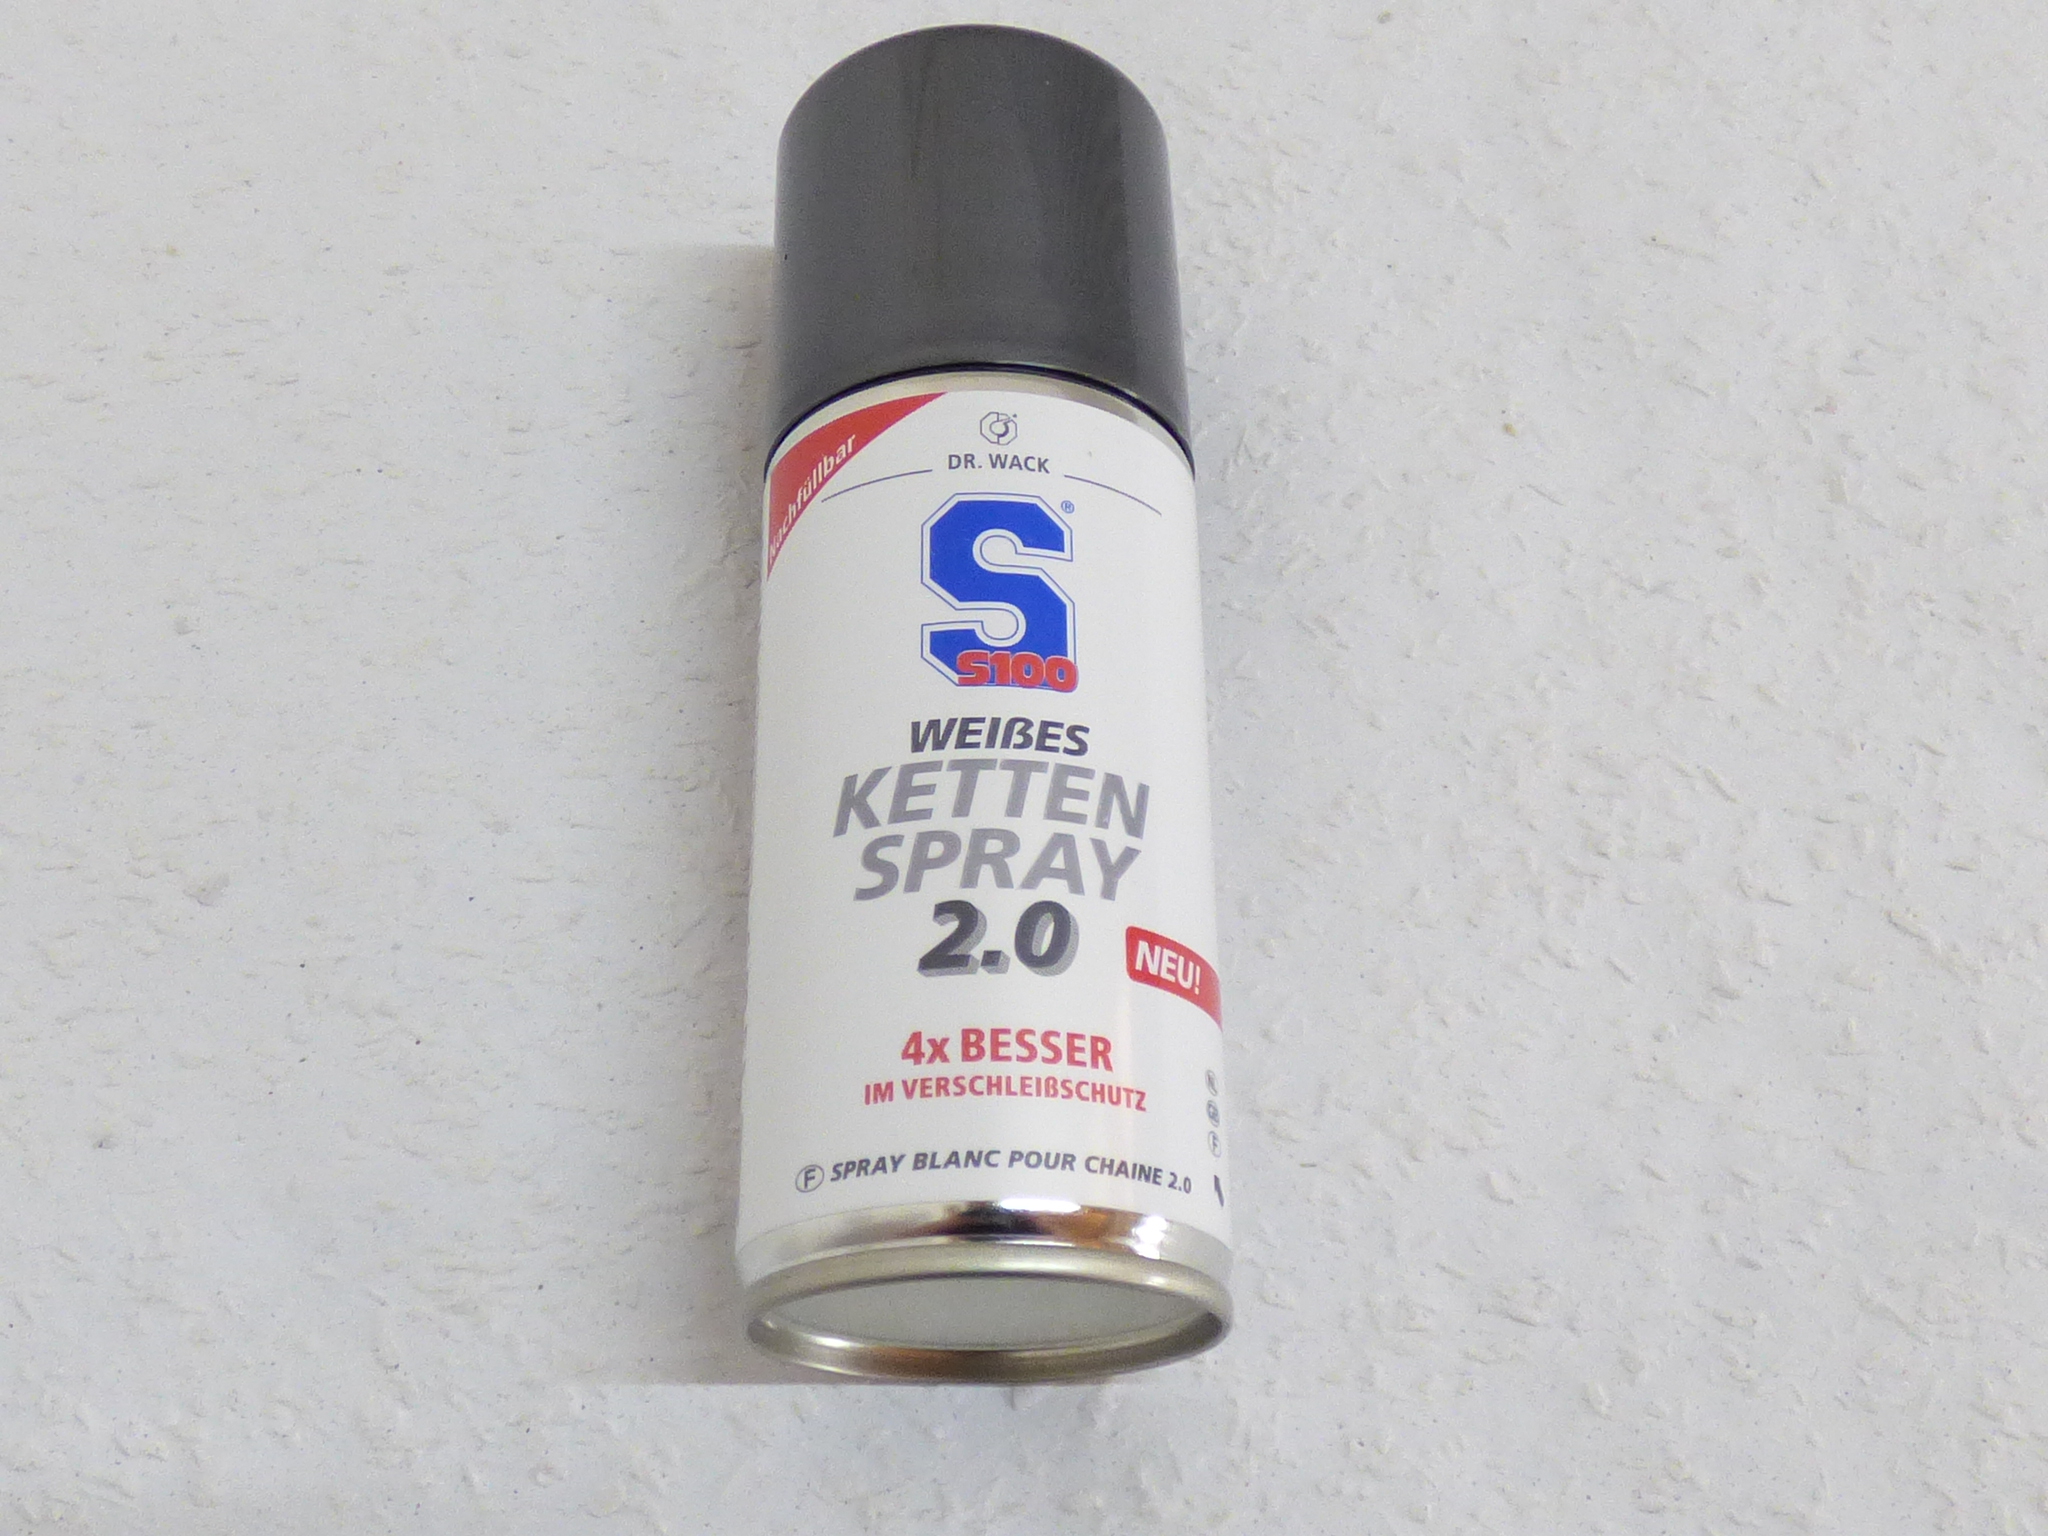 Nachfüllbar
DR. WACK
S®
S100
WEIßES
KETTEN
SPRAY
2.0
NEU!
4x BESSER
IM VERSCHLEIßSCHUTZ
F SPRAY BLANC POUR CHAINE 2.0